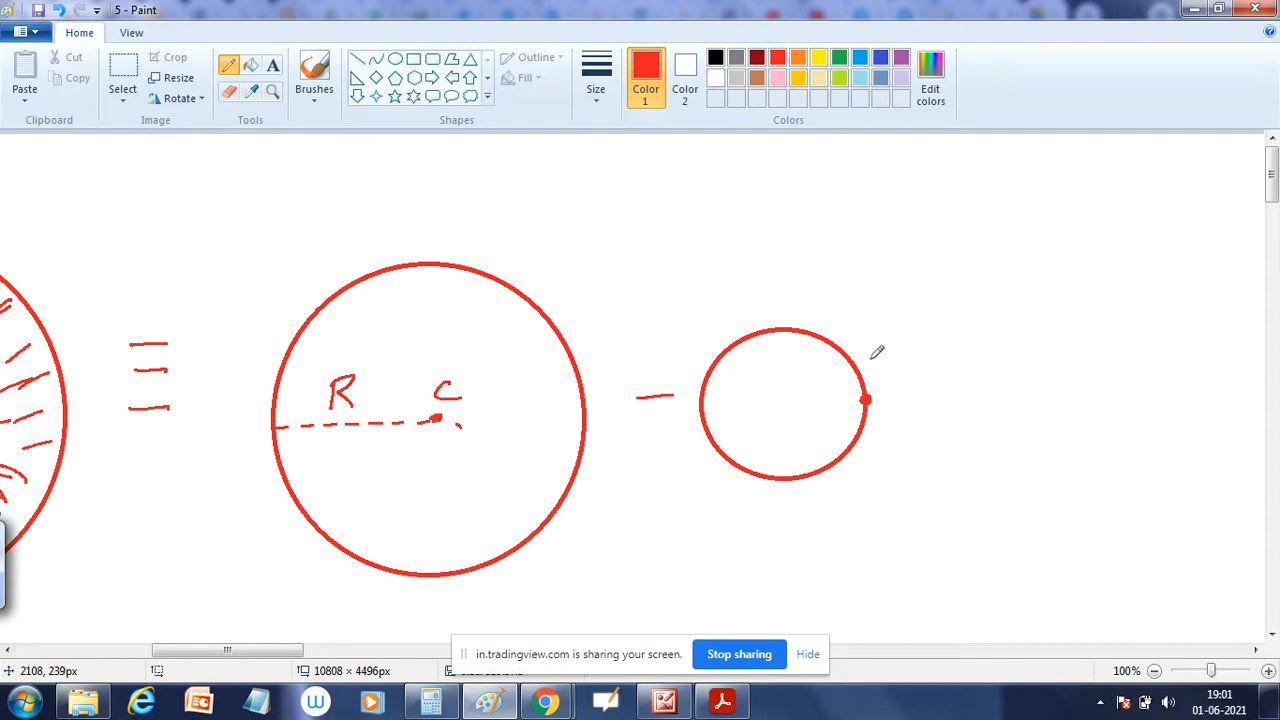 5 - Paint
Home View
Paste
Cut
Copy
Clipboard
Select
Crop
Resize
Rotate
Image
A
Tools
Brushes
Outline
Fill
Shapes
Size
Color 1
Color 2
Edit colors
Colors
R C
in.tradingview.com is sharing your screen. Stop sharing Hide
2108, 239px 10808 × 4496px 100%
19:01
01-06-2021